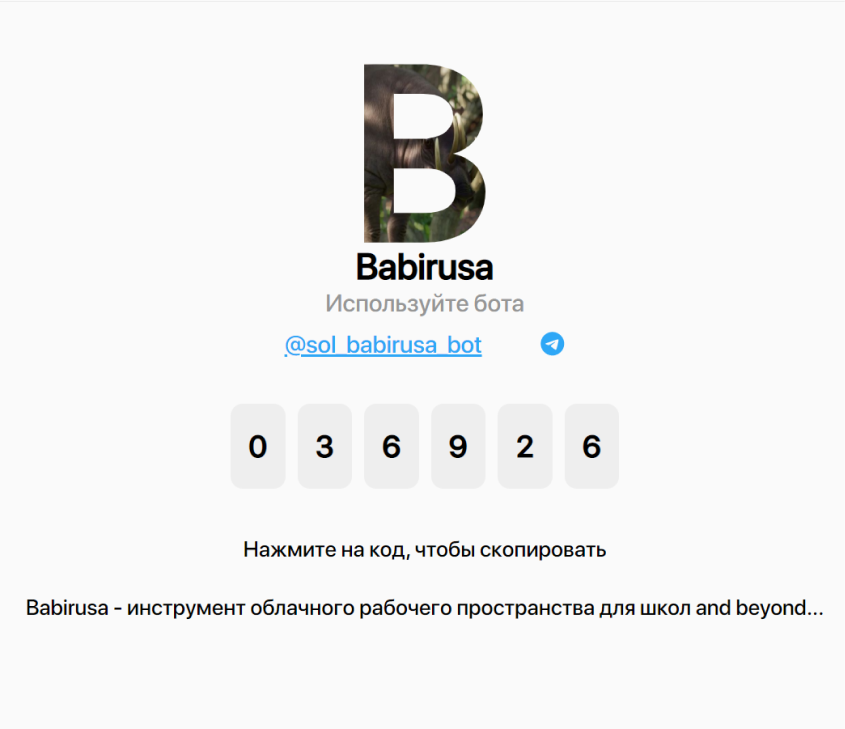 B
Babirusa
Используйте бота
@sol_babirusa_bot
0 3 6 9 2 6
Нажмите на код, чтобы скопировать
Babirusa - инструмент облачного рабочего пространства для школ and beyond...